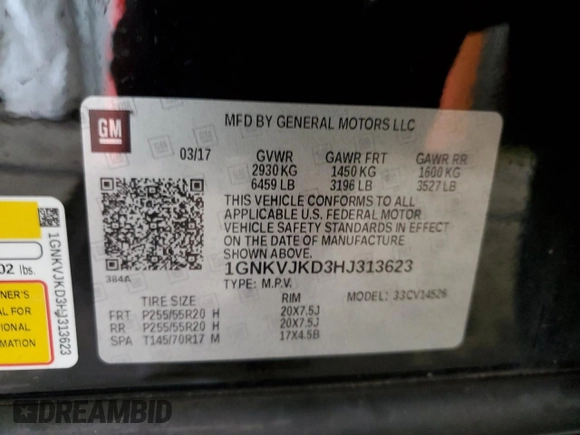 GM
MFD BY GENERAL MOTORS LLC
03/17 GVWR GAWR FRT GAWR RR
2930 KG 1450 KG 1600 KG
6459 LB 3196 LB 3527 LB
THIS VEHICLE CONFORMS TO ALL
APPLICABLE U.S. FEDERAL MOTOR
VEHICLE SAFETY STANDARDS IN EFFECT
ON THE DATE OF MANUFACTURE
SHOWN ABOVE.
1GNKVJKD3HJ313623
TYPE: M.P.V. MODEL: 33CV14526
384A
TIRE SIZE RIM
FRT P255/55R20 H 20X7.5J
RR P255/55R20 H 20X7.5J
SPA T145/70R17 M 17X4.5B
1GNKVJKD3HJ313623
02 lbs.
NER'S
AL FOR
TIONAL
RMATION
DREAMBID